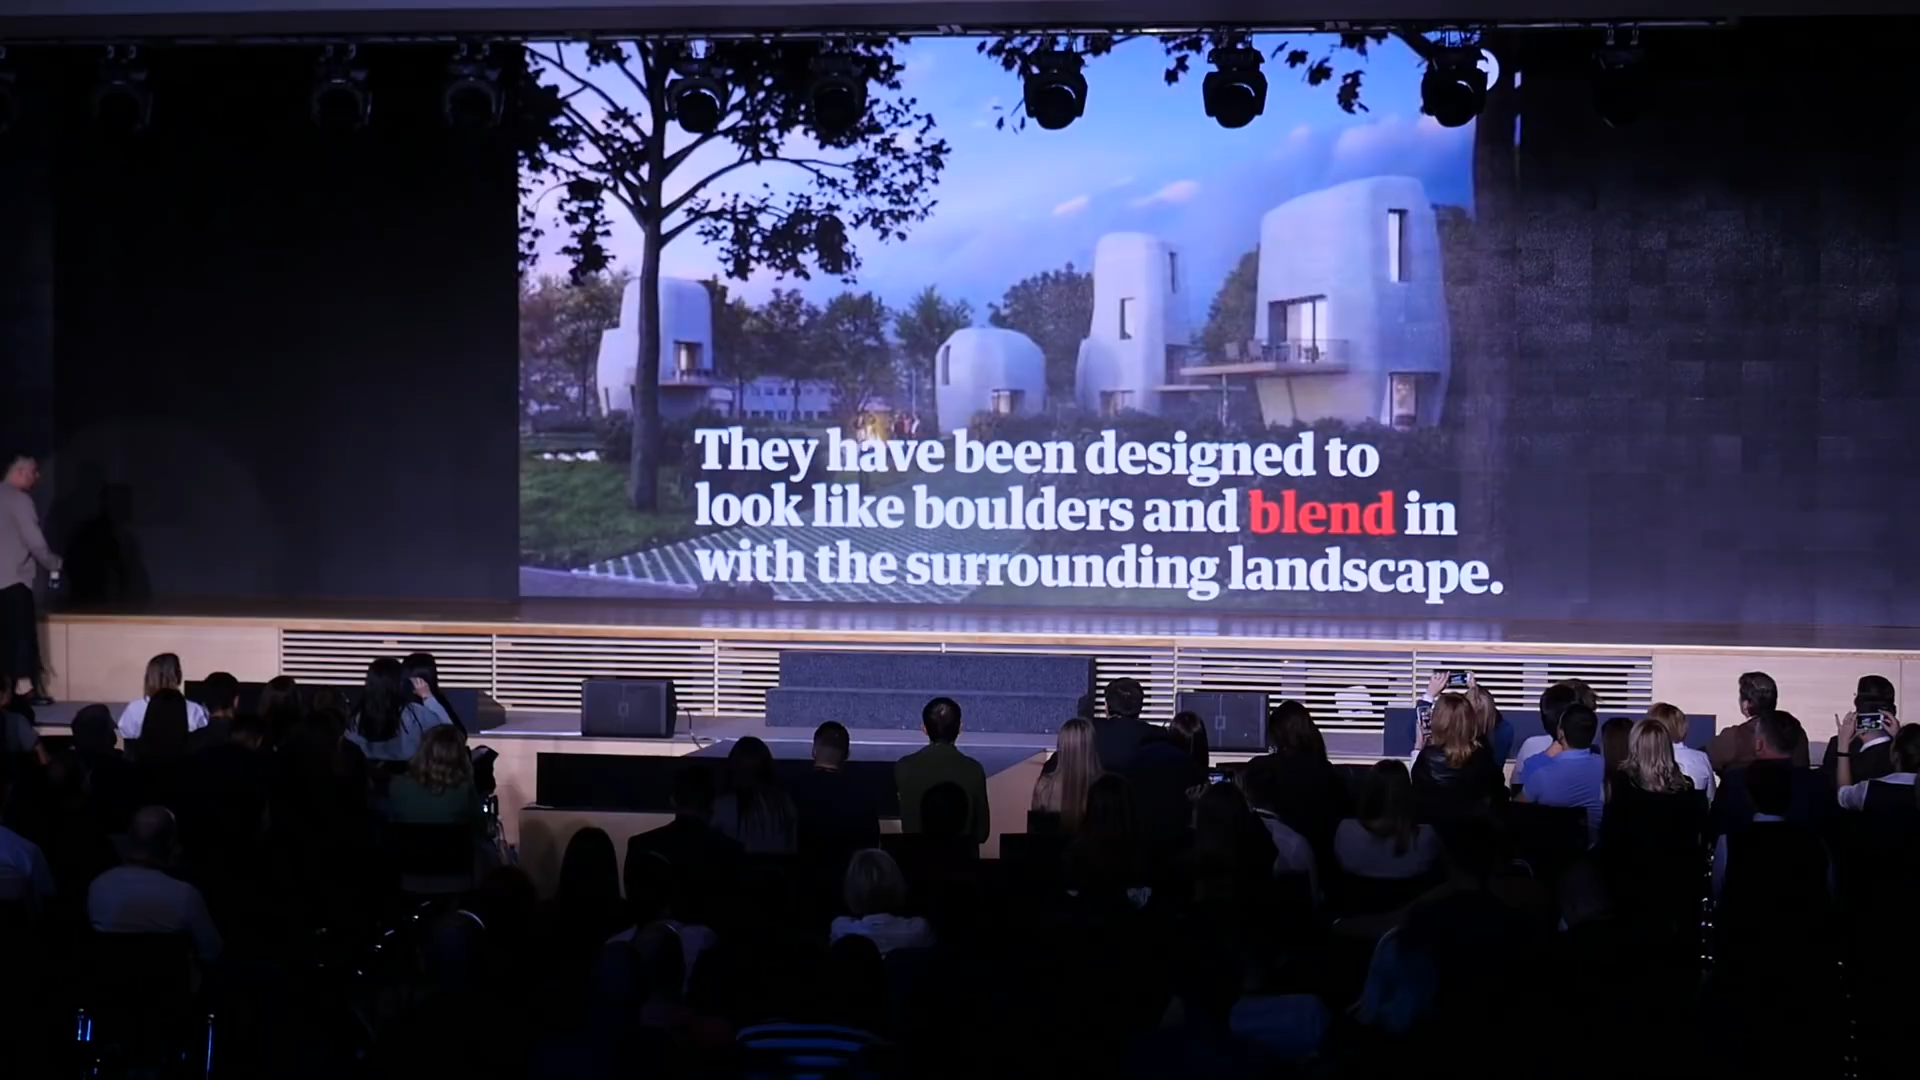 They have been designed to
look like boulders and blend in
with the surrounding landscape.